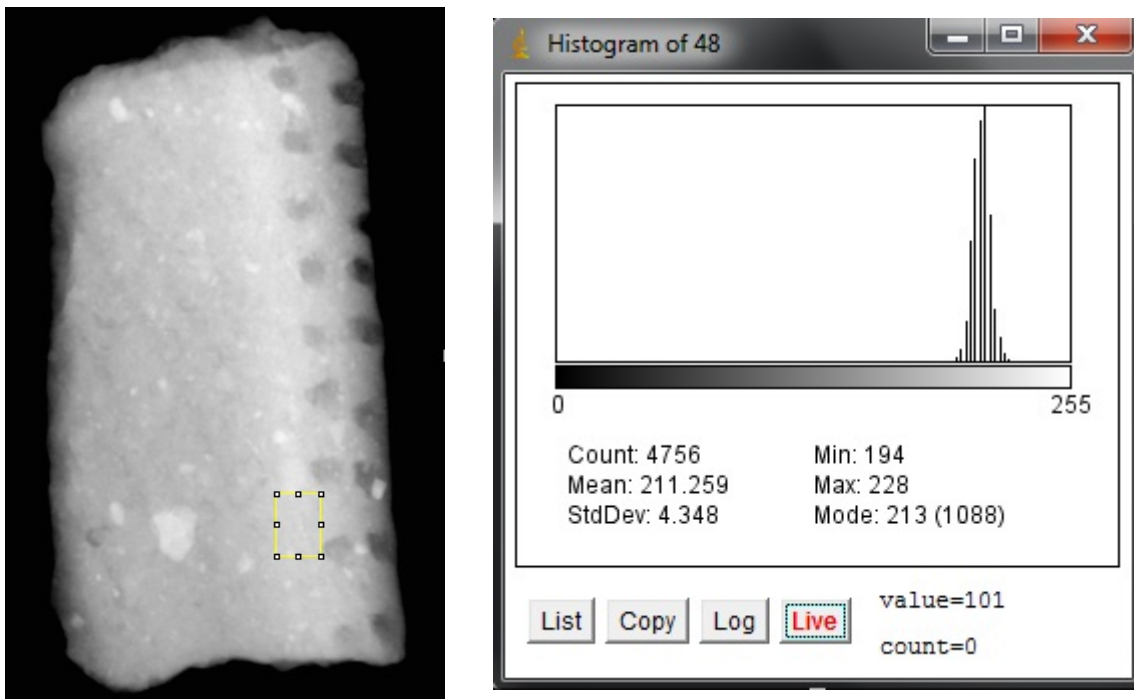 Histogram of 48
0 255
Count: 4756 Min: 194
Mean: 211.259 Max: 228
StdDev: 4.348 Mode: 213 (1088)
List Copy Log Live value=101
count=0